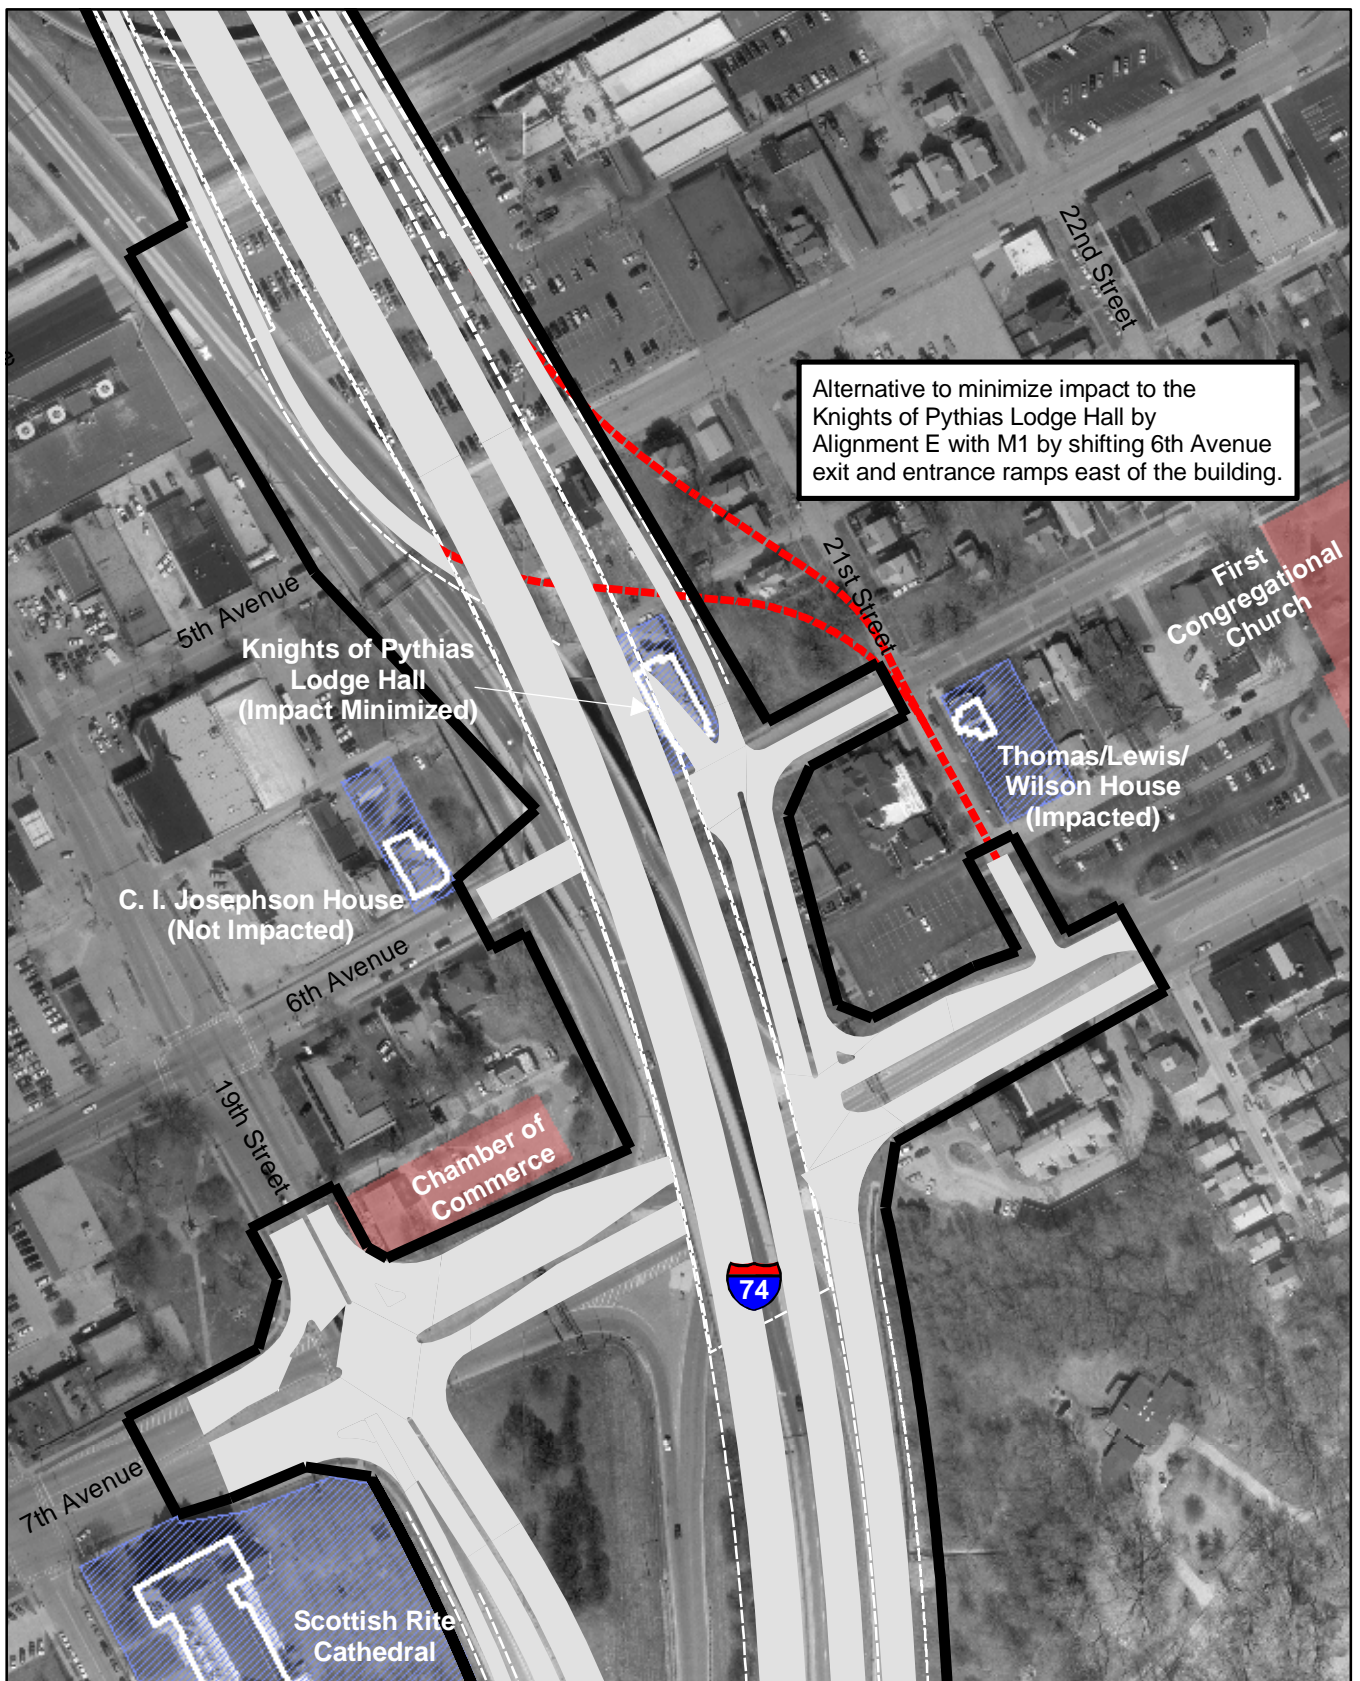 22nd Street
Alternative to minimize impact to the
Knights of Pythias Lodge Hall by
Alignment E with M1 by shifting 6th Avenue
exit and entrance ramps east of the building.
21st Street
First
Congregational
Church
5th Avenue
Knights of Pythias
Lodge Hall
(Impact Minimized)
Thomas/Lewis/
Wilson House
(Impacted)
C. I. Josephson House
(Not Impacted)
6th Avenue
19th Street
Chamber of
Commerce
74
7th Avenue
Scottish Rite
Cathedral